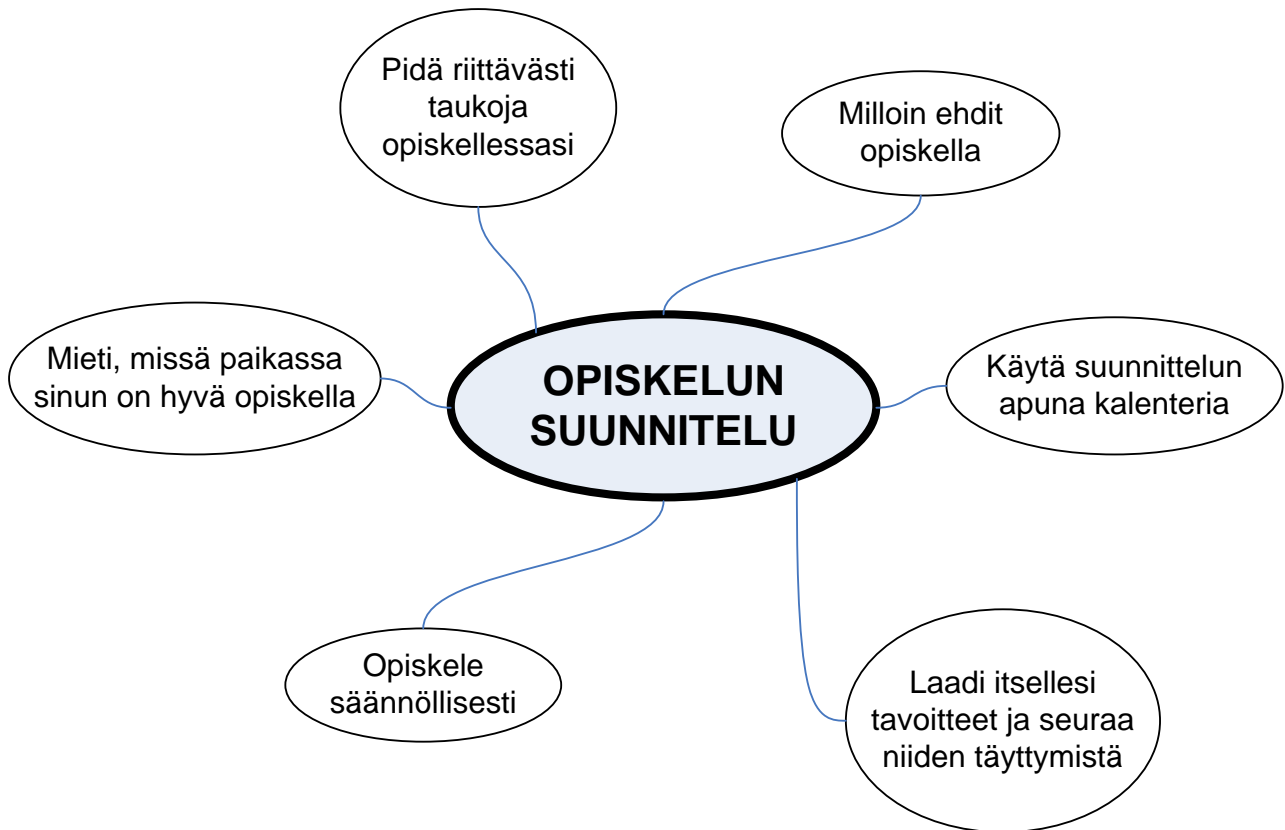 Pidä riittävästi
taukoja
opiskellessasi
Milloin ehdit
opiskella
Mieti, missä paikassa
sinun on hyvä opiskella
OPISKELUN
SUUNNITELU
Käytä suunnittelun
apuna kalenteria
Opiskele
säännöllisesti
Laadi itsellesi
tavoitteet ja seuraa
niiden täyttymistä